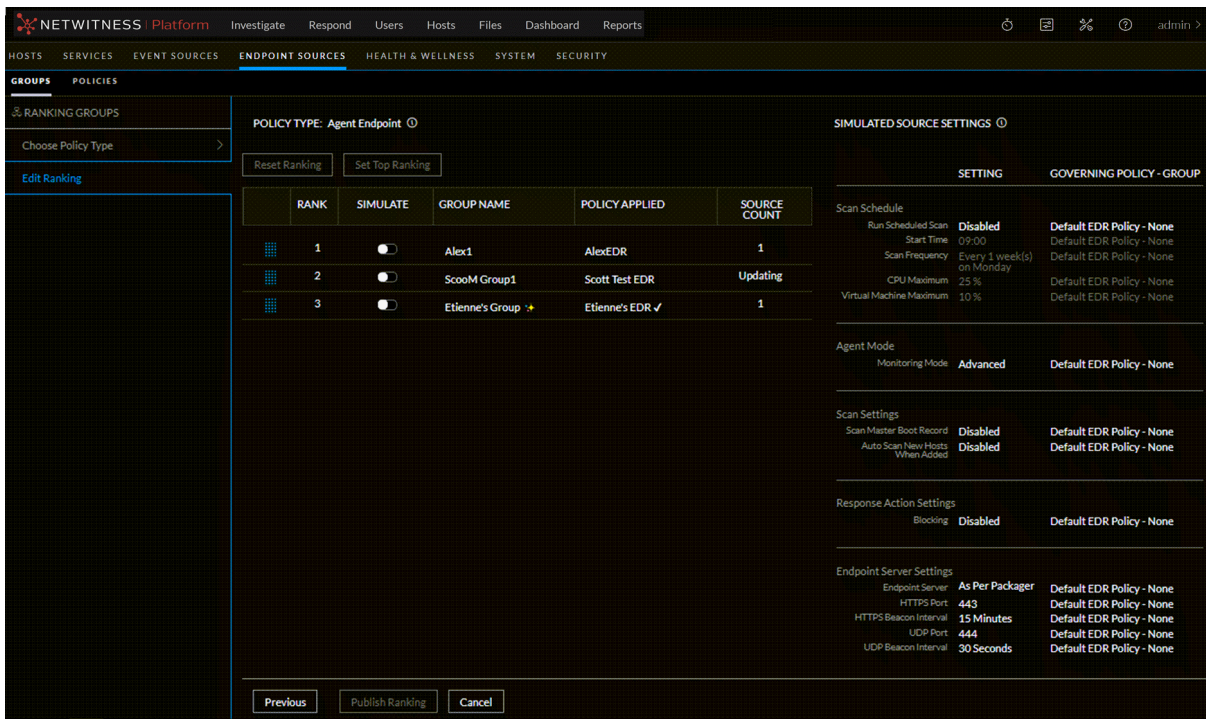 NETWITNESS | Platform Investigate Respond Users Hosts Files Dashboard Reports admin >
HOSTS SERVICES EVENT SOURCES ENDPOINT SOURCES HEALTH & WELLNESS SYSTEM SECURITY
GROUPS POLICIES
RANKING GROUPS
Choose Policy Type >
Edit Ranking
POLICY TYPE: Agent Endpoint
Reset Ranking Set Top Ranking
RANK SIMULATE GROUP NAME POLICY APPLIED SOURCE COUNT
1 Alex1 AlexEDR 1
2 ScooM Group1 Scott Test EDR Updating
3 Etienne's Group ✨ Etienne's EDR ✓ 1
SIMULATED SOURCE SETTINGS
SETTING GOVERNING POLICY - GROUP
Scan Schedule
Run Scheduled Scan Disabled Default EDR Policy - None
Start Time 09:00 Default EDR Policy - None
Scan Frequency Every 1 week(s) on Monday Default EDR Policy - None
CPU Maximum 25 % Default EDR Policy - None
Virtual Machine Maximum 10 % Default EDR Policy - None
Agent Mode
Monitoring Mode Advanced Default EDR Policy - None
Scan Settings
Scan Master Boot Record Disabled Default EDR Policy - None
Auto Scan New Hosts When Added Disabled Default EDR Policy - None
Response Action Settings
Blocking Disabled Default EDR Policy - None
Endpoint Server Settings
Endpoint Server As Per Packager Default EDR Policy - None
HTTPS Port 443 Default EDR Policy - None
HTTPS Beacon Interval 15 Minutes Default EDR Policy - None
UDP Port 444 Default EDR Policy - None
UDP Beacon Interval 30 Seconds Default EDR Policy - None
Previous Publish Ranking Cancel